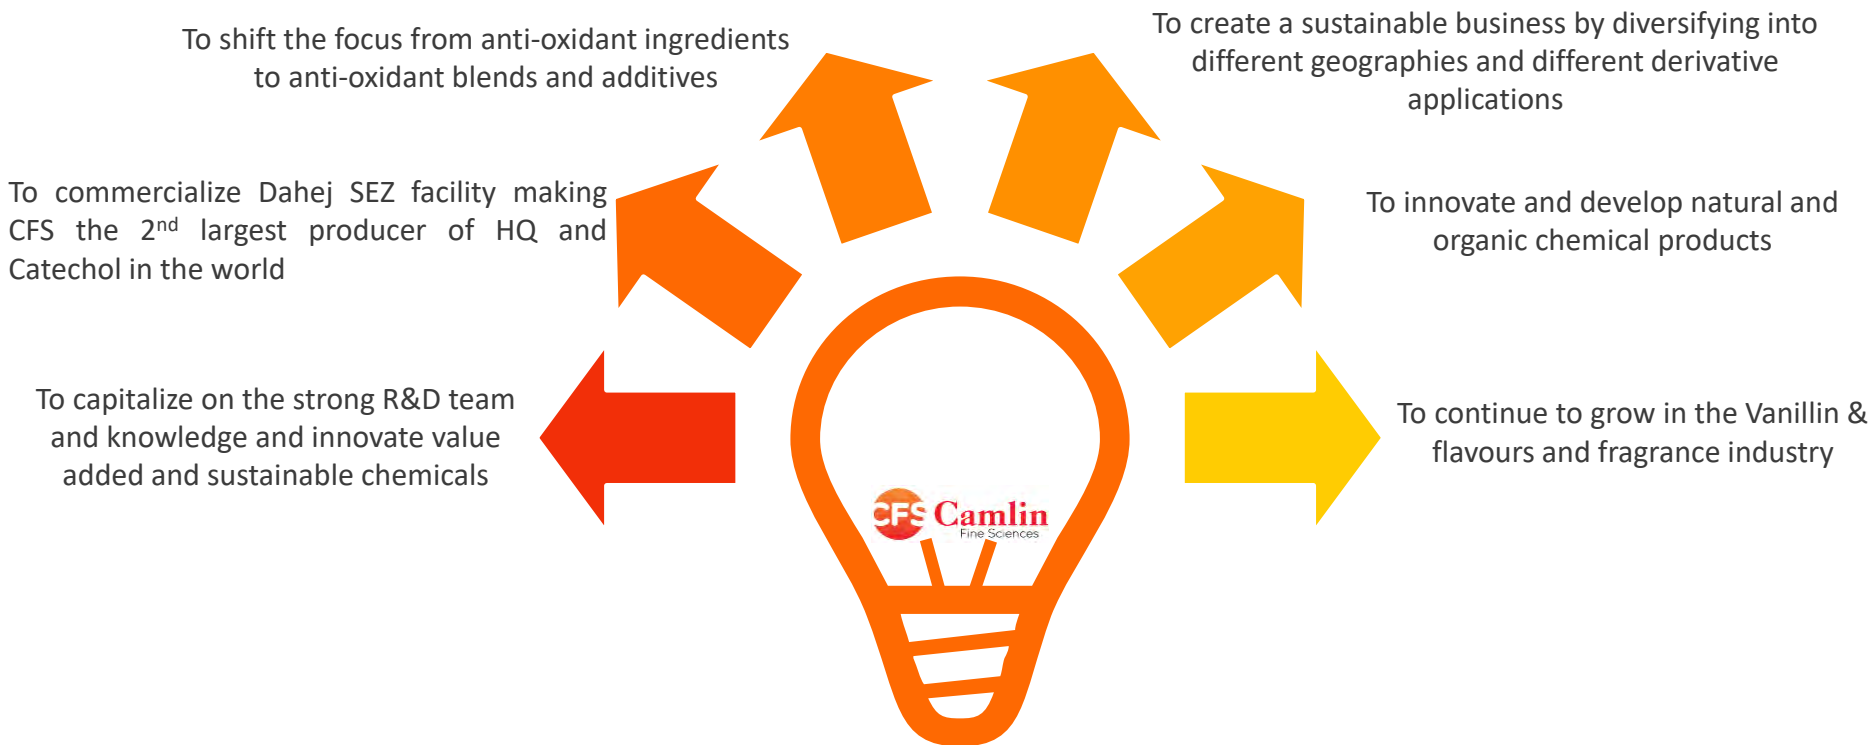 To shift the focus from anti-oxidant ingredients
to anti-oxidant blends and additives
To create a sustainable business by diversifying into
different geographies and different derivative
applications
To commercialize Dahej SEZ facility making
CFS the 2nd largest producer of HQ and
Catechol in the world
To innovate and develop natural and
organic chemical products
To capitalize on the strong R&D team
and knowledge and innovate value
added and sustainable chemicals
To continue to grow in the Vanillin &
flavours and fragrance industry
CFS Camlin
Fine Sciences